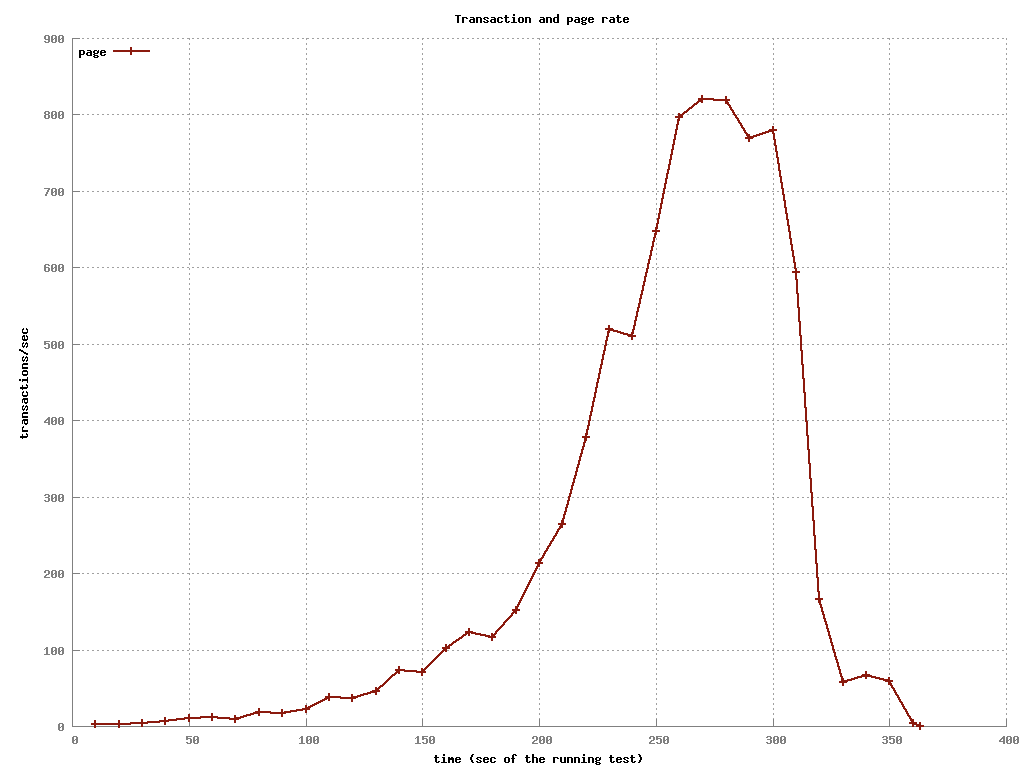 Transaction and page rate
page
900
800
700
600
500
400
300
200
100
0
transactions/sec
0 50 100 150 200 250 300 350 400
time (sec of the running test)